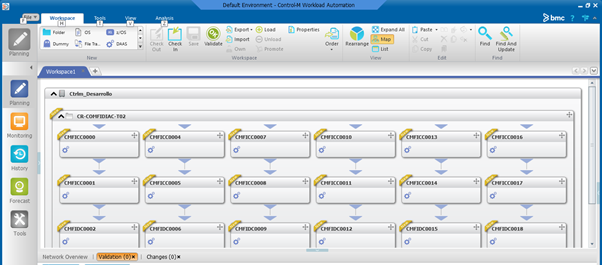 Default Environment - Control-M Workload Automation
Workspace Tools View Analysis
bmc
Planning
Folder OS z/OS
Dummy File Tra.. DAAS
New
Check Out
Check In
Save
Validate
Export Load
Import Unload
Order
Promote
Properties
Workspace
Rearrange
Expand All
Map
List
View
Paste Cut
Copy
Edit
Find
Find And Update
Find
Workspace1
Planning
Monitoring
History
Forecast
Tools
Ctrlm_Desarrollo
CR-COMFIDIAC-T02
CMFICC0000 CMFICC0004 CMFICC0007 CMFICC0010 CMFICC0013 CMFICC0016
CMFICC0001 CMFICC0005 CMFICC0008 CMFICC0011 CMFICC0014 CMFICC0017
CMFIDC0002 CMFIDC0006 CMFIDC0009 CMFIDC0012 CMFIDC0015 CMFIDC0018
Network Overview Validation (0) Changes (0)